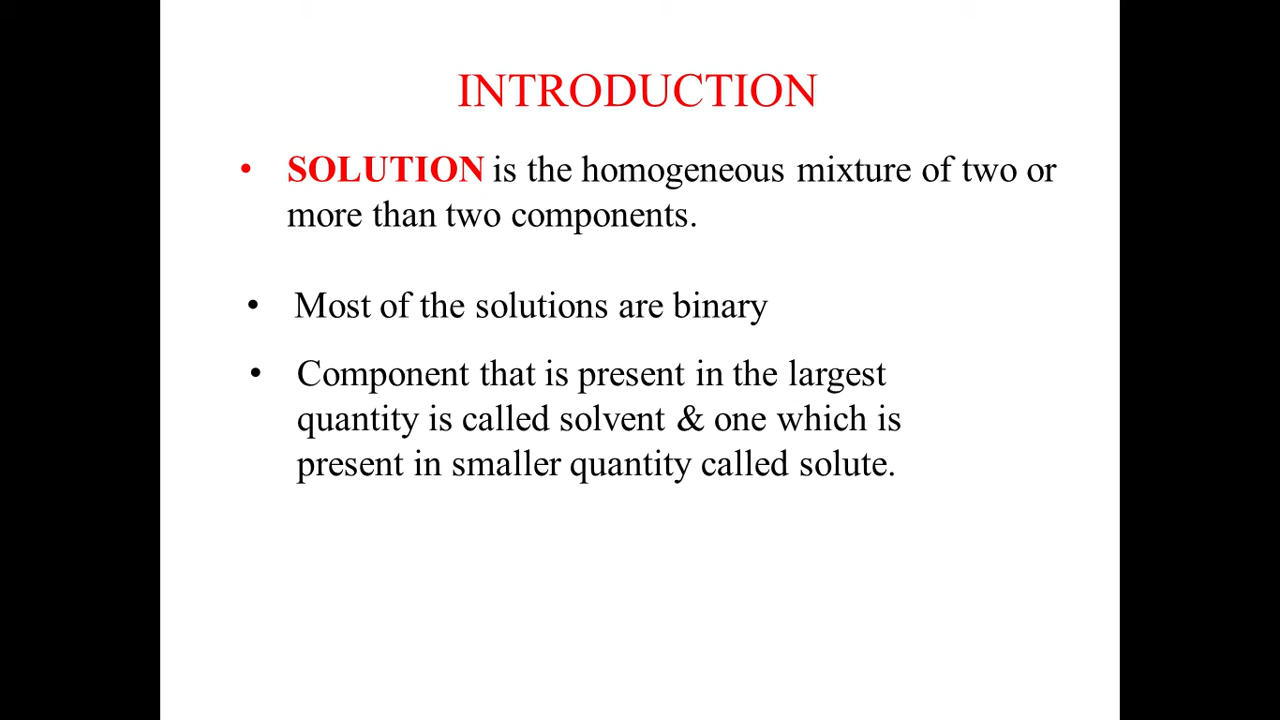 INTRODUCTION
• SOLUTION is the homogeneous mixture of two or
more than two components.
• Most of the solutions are binary
• Component that is present in the largest
quantity is called solvent & one which is
present in smaller quantity called solute.